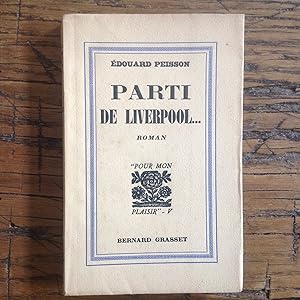 ÉDOUARD PEISSON
PARTI
DE LIVERPOOL...
ROMAN
"POUR MON
PLAISIR" - V
BERNARD GRASSET